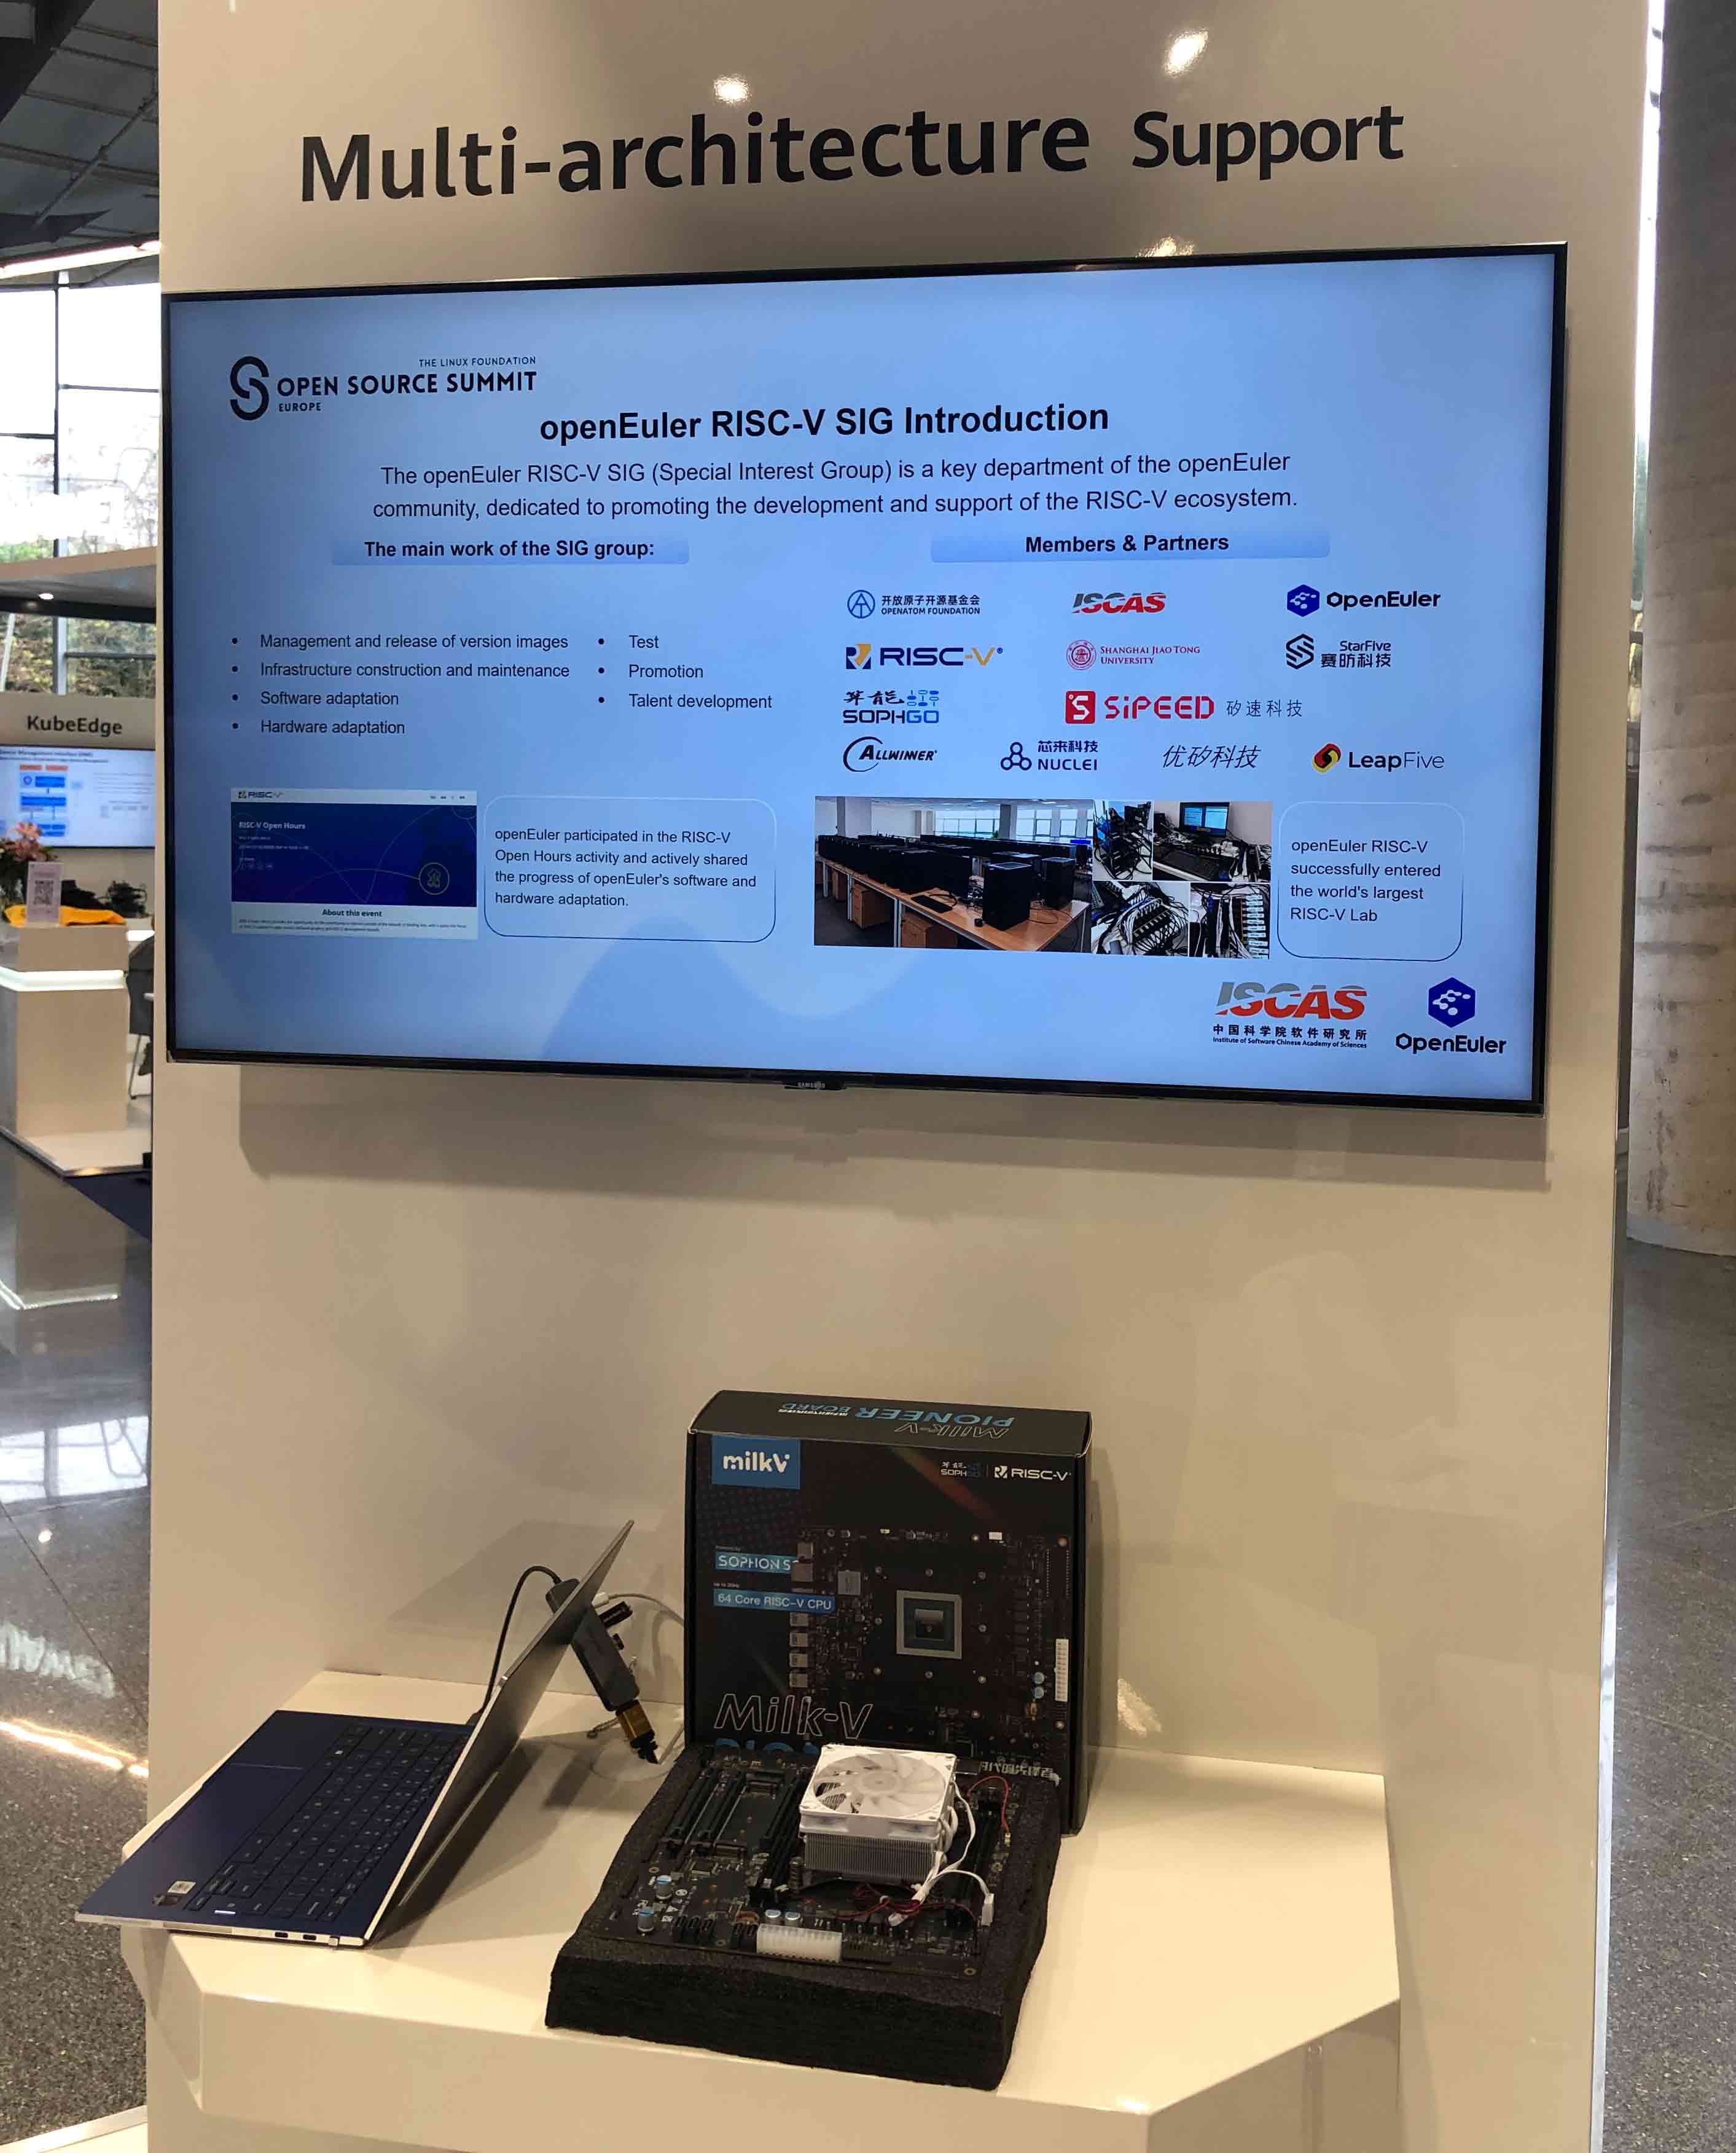 Multi-architecture Support
THE LINUX FOUNDATION
OPEN SOURCE SUMMIT
EUROPE
openEuler RISC-V SIG Introduction
The openEuler RISC-V SIG (Special Interest Group) is a key department of the openEuler
community, dedicated to promoting the development and support of the RISC-V ecosystem.
The main work of the SIG group:
• Management and release of version images
• Infrastructure construction and maintenance
• Software adaptation
• Hardware adaptation
• Test
• Promotion
• Talent development
Members & Partners
开放原子开源基金会
OPENATOM FOUNDATION
ISCAS
OpenEuler
RISC-V®
SHANGHAI JIAO TONG
UNIVERSITY
StarFive
赛昉科技
算能
SOPHGO
SiPEED 矽速科技
ALLWINNER
芯来科技
NUCLEI
优矽科技
LeapFive
RISC-V
RISC-V Open Hours
About this event
openEuler participated in the RISC-V
Open Hours activity and actively shared
the progress of openEuler's software and
hardware adaptation.
openEuler RISC-V
successfully entered
the world's largest
RISC-V Lab
ISCAS
中国科学院软件研究所
Institute of Software Chinese Academy of Sciences
OpenEuler
SAMSUNG
KubeEdge
Milk-V
PIONEER BOARD
milkV
SOPHGO
RISC-V
SOPHON
64 Core RISC-V CPU
Milk-V